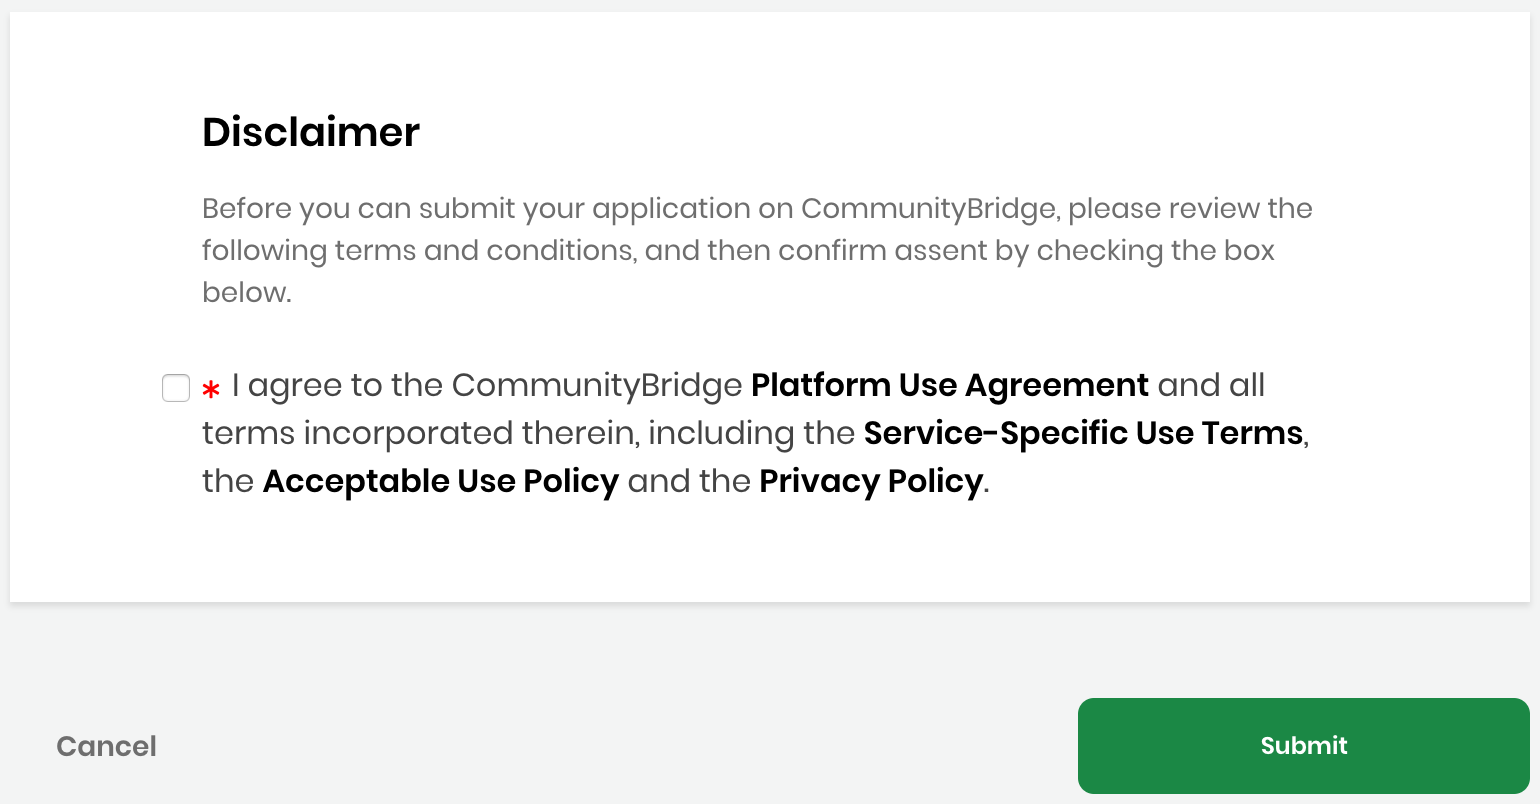 Disclaimer
Before you can submit your application on CommunityBridge, please review the
following terms and conditions, and then confirm assent by checking the box
below.
* I agree to the CommunityBridge Platform Use Agreement and all
terms incorporated therein, including the Service-Specific Use Terms,
the Acceptable Use Policy and the Privacy Policy.
Cancel
Submit